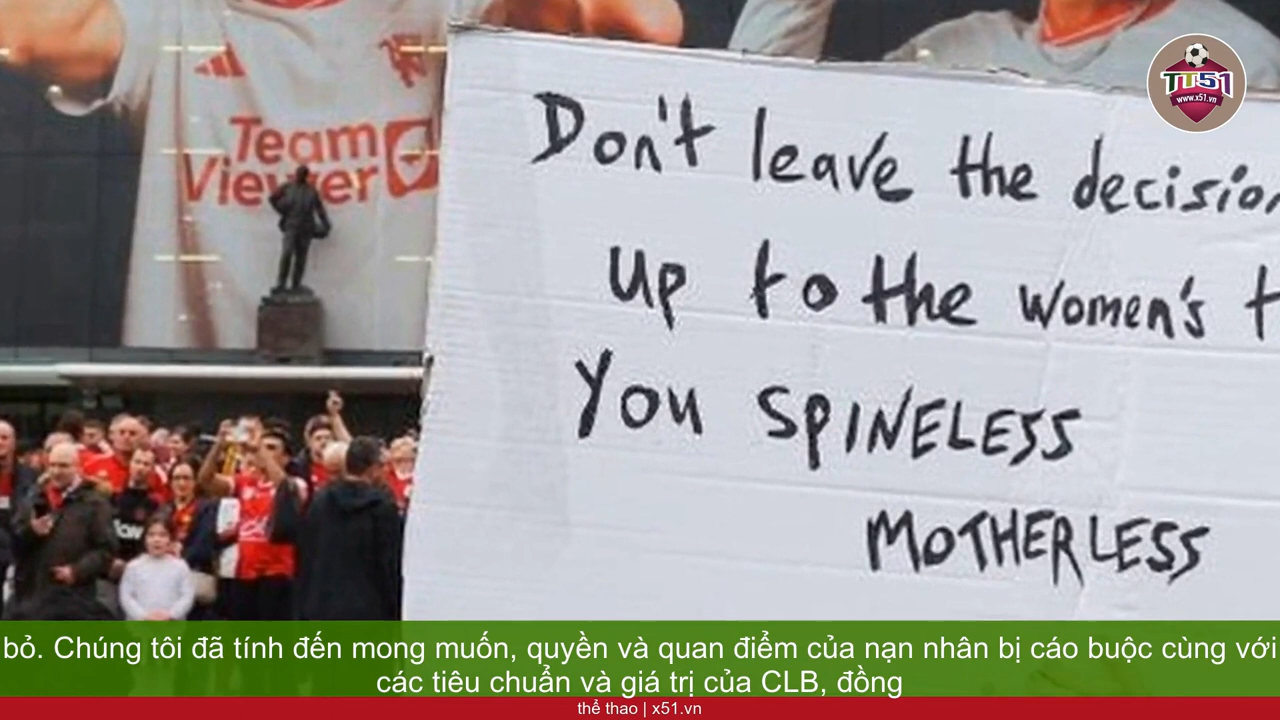 Team
Viewer
TT51
www.x51.vn
Don't leave the decision
up to the women's t
You SPINELESS
MOTHERLESS
bỏ. Chúng tôi đã tính đến mong muốn, quyền và quan điểm của nạn nhân bị cáo buộc cùng với
các tiêu chuẩn và giá trị của CLB, đồng
thể thao | x51.vn